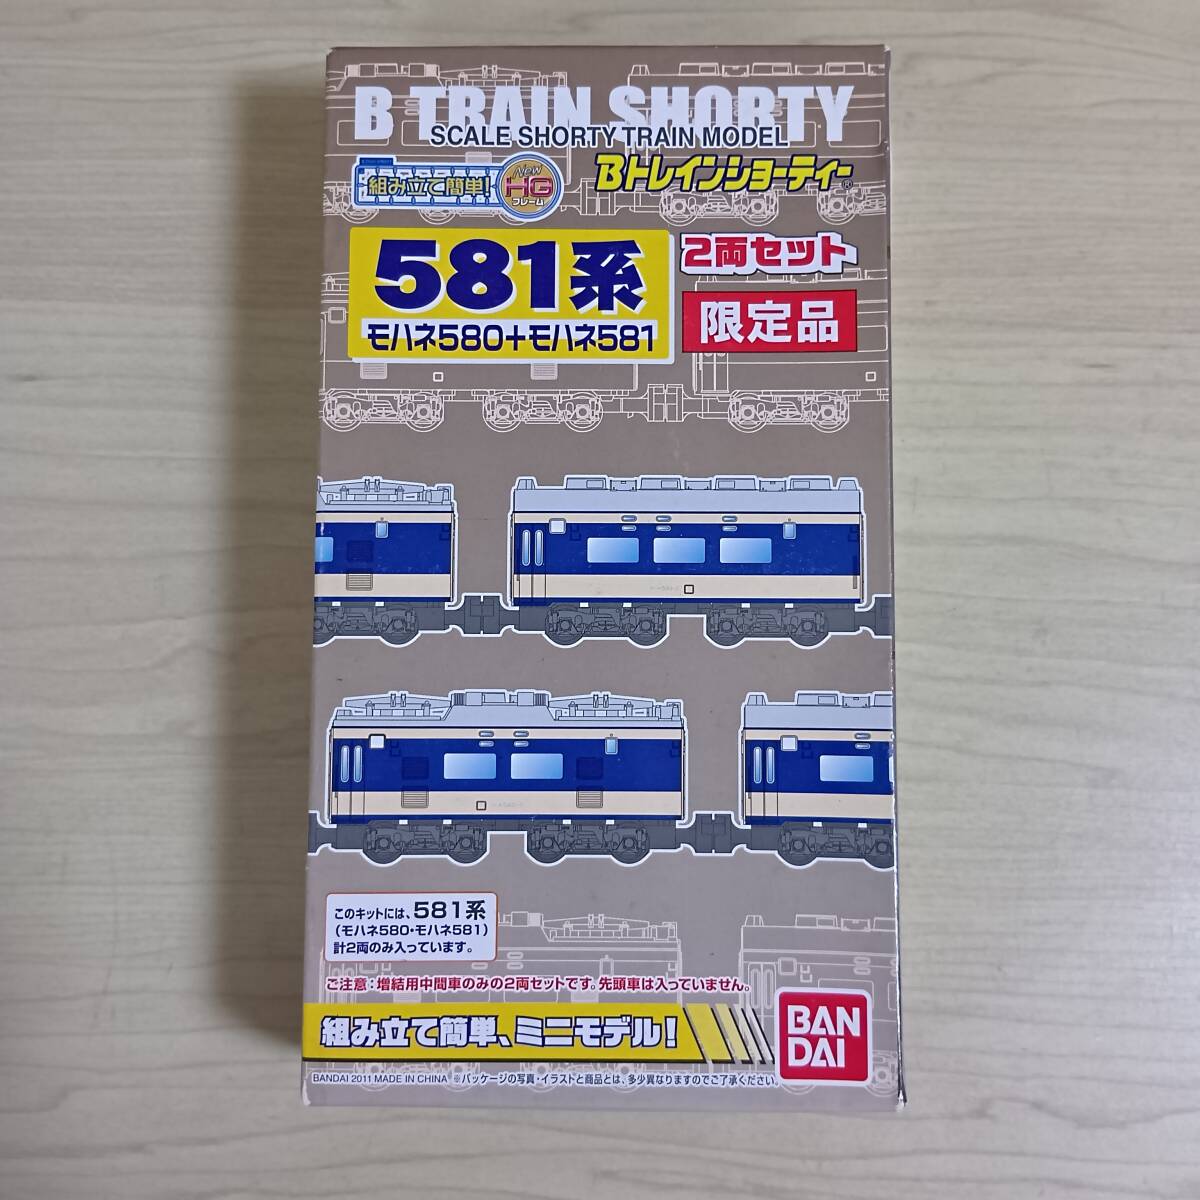 B TRAIN SHORTY
SCALE SHORTY TRAIN MODEL
Bトレインショーティー®
組み立て簡単!
New
HG
フレーム
581系
モハネ580+モハネ581
2両セット
限定品
このキットには、581系
(モハネ580・モハネ581)
計2両のみ入っています。
ご注意:増結用中間車のみの2両セットです。先頭車は入っていません。
組み立て簡単、ミニモデル!
BAN
DAI
BANDAI 2011 MADE IN CHINA ※パッケージの写真・イラストと商品とは、多少異なりますのでご了承ください。